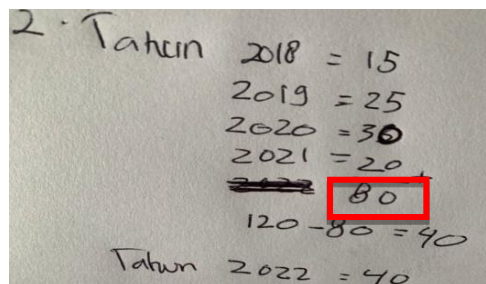 2. Tahun 2018 = 15
2019 = 25
2020 = 30
2021 = 20 +
80
120 - 80 = 40
Tahun 2022 = 40